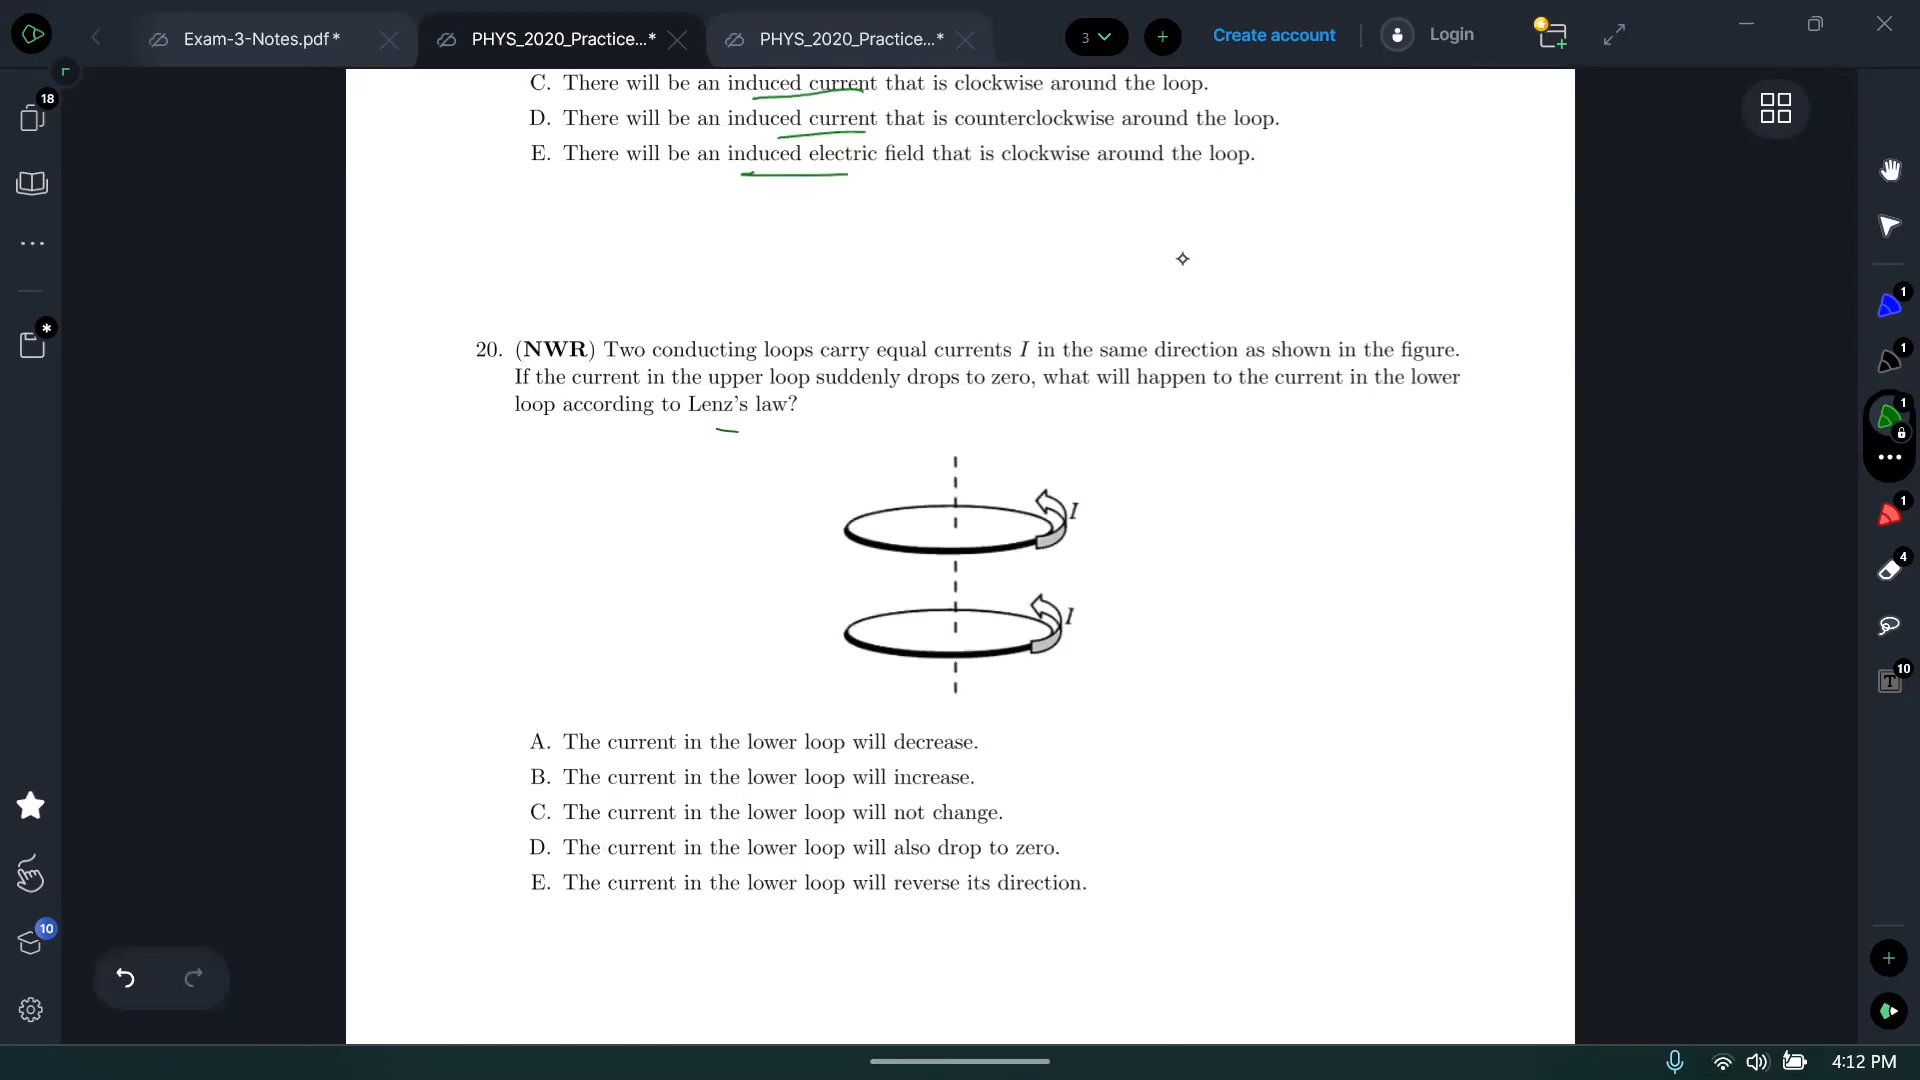 Exam-3-Notes.pdf*
PHYS_2020_Practice...*
PHYS_2020_Practice...*
3
Create account
Login
18
C. There will be an induced current that is clockwise around the loop.
D. There will be an induced current that is counterclockwise around the loop.
E. There will be an induced electric field that is clockwise around the loop.
20. (NWR) Two conducting loops carry equal currents I in the same direction as shown in the figure.
If the current in the upper loop suddenly drops to zero, what will happen to the current in the lower
loop according to Lenz's law?
I
I
A. The current in the lower loop will decrease.
B. The current in the lower loop will increase.
C. The current in the lower loop will not change.
D. The current in the lower loop will also drop to zero.
E. The current in the lower loop will reverse its direction.
10
1
1
1
1
4
10
T
4:12 PM